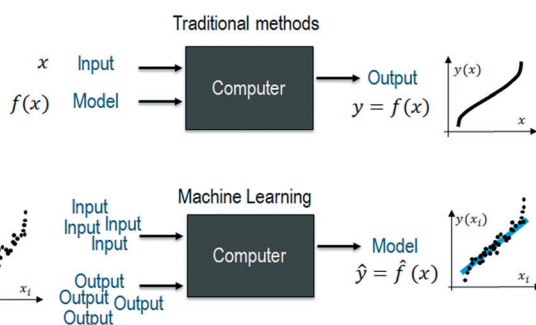 Traditional methods
x Input
f(x) Model
Computer
Output
y = f(x)
y(x)
x
Machine Learning
Input
Input Input
Input
Output
Output Output
Output
Computer
Model
ŷ = f̂ (x)
y(xᵢ)
xᵢ
xᵢ